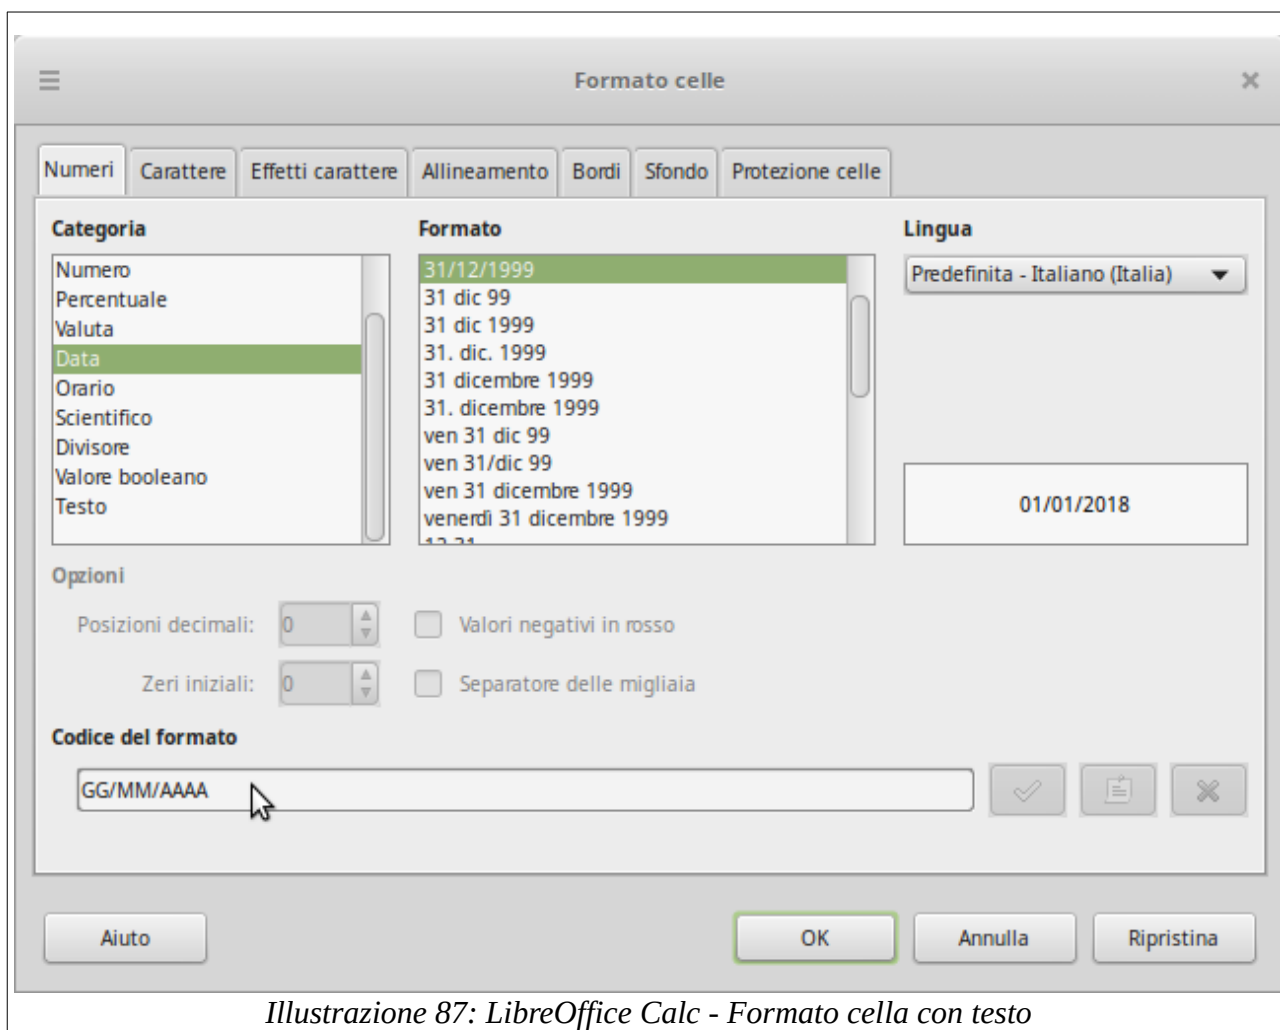 Formato celle
Numeri Carattere Effetti carattere Allineamento Bordi Sfondo Protezione celle
Categoria
Numero
Percentuale
Valuta
Data
Orario
Scientifico
Divisore
Valore booleano
Testo
Formato
31/12/1999
31 dic 99
31 dic 1999
31. dic. 1999
31 dicembre 1999
31. dicembre 1999
ven 31 dic 99
ven 31/dic 99
ven 31 dicembre 1999
venerdì 31 dicembre 1999
Lingua
Predefinita - Italiano (Italia)
01/01/2018
Opzioni
Posizioni decimali: 0 Valori negativi in rosso
Zeri iniziali: 0 Separatore delle migliaia
Codice del formato
GG/MM/AAAA
Aiuto OK Annulla Ripristina
Illustrazione 87: LibreOffice Calc - Formato cella con testo